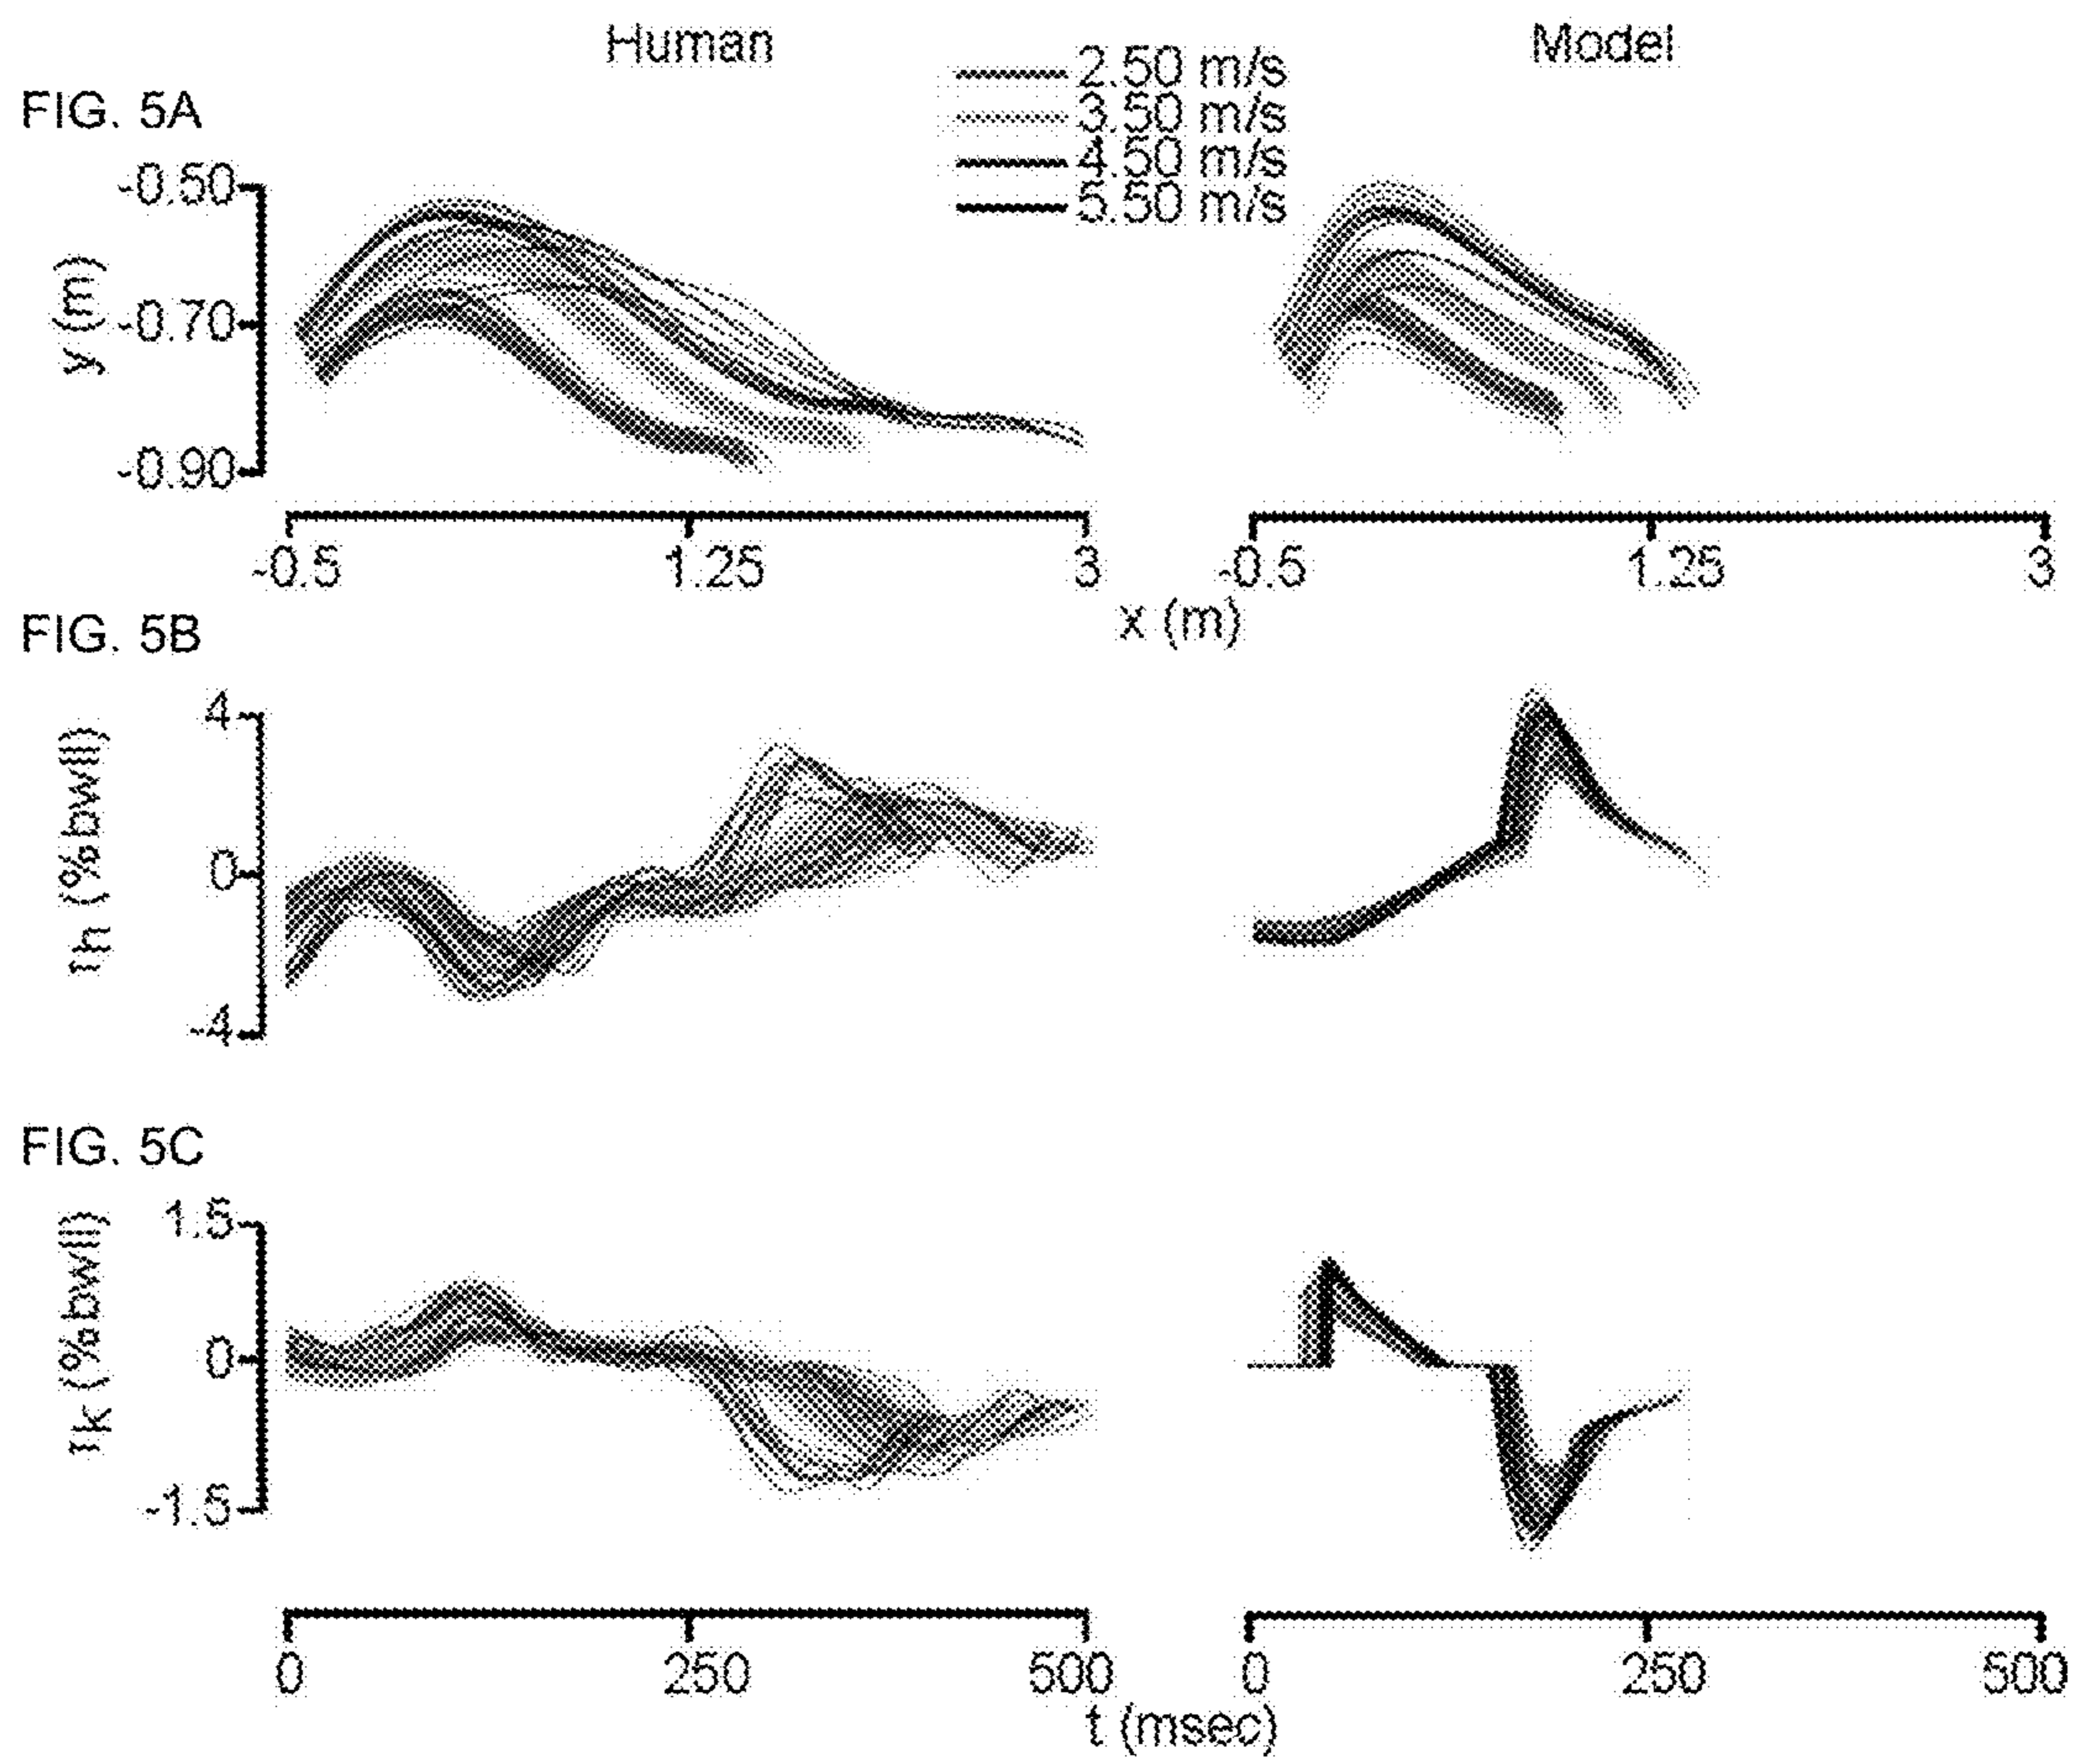 Human
Model
2.50 m/s
3.50 m/s
4.50 m/s
5.50 m/s
FIG. 5A
-0.50
-0.70
-0.90
y (m)
-0.5 1.25 3
-0.5 1.25 3
x (m)
FIG. 5B
4
0
-4
τh (%bwll)
FIG. 5C
1.5
0
-1.5
τk (%bwll)
0 250 500
0 250 500
t (msec)